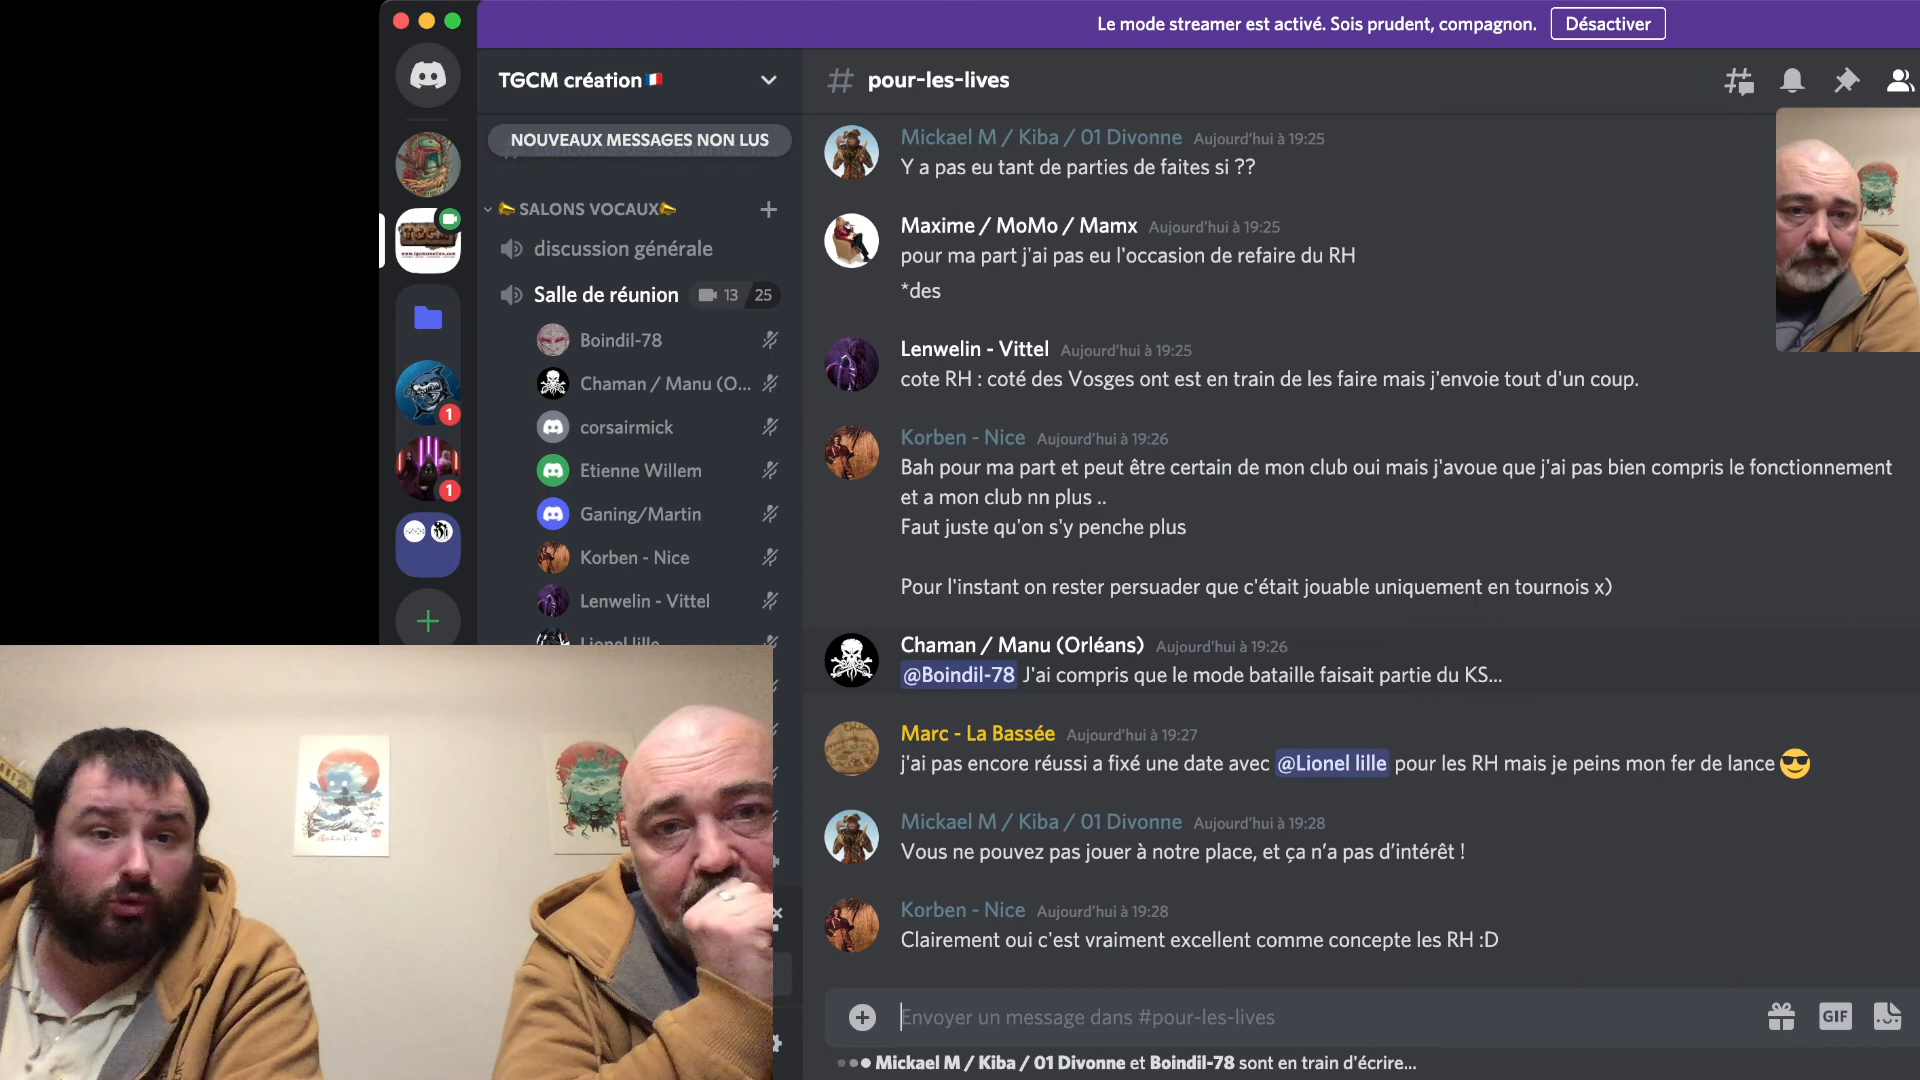 Le mode streamer est activé. Sois prudent, compagnon.
Désactiver
TGCM création
pour-les-lives
NOUVEAUX MESSAGES NON LUS
SALONS VOCAUX
discussion générale
Salle de réunion 13 25
Boindil-78
Chaman / Manu (O...
corsairmick
Etienne Willem
Ganing/Martin
Korben - Nice
Lenwelin - Vittel
Lionel lille
1
1
TGCM
Mickael M / Kiba / 01 Divonne Aujourd'hui à 19:25
Y a pas eu tant de parties de faites si ??
Maxime / MoMo / Mamx Aujourd'hui à 19:25
pour ma part j'ai pas eu l'occasion de refaire du RH
*des
Lenwelin - Vittel Aujourd'hui à 19:25
cote RH : coté des Vosges ont est en train de les faire mais j'envoie tout d'un coup.
Korben - Nice Aujourd'hui à 19:26
Bah pour ma part et peut être certain de mon club oui mais j'avoue que j'ai pas bien compris le fonctionnement
et a mon club nn plus ..
Faut juste qu'on s'y penche plus
Pour l'instant on rester persuader que c'était jouable uniquement en tournois x)
Chaman / Manu (Orléans) Aujourd'hui à 19:26
@Boindil-78 J'ai compris que le mode bataille faisait partie du KS...
Marc - La Bassée Aujourd'hui à 19:27
j'ai pas encore réussi a fixé une date avec @Lionel lille pour les RH mais je peins mon fer de lance
Mickael M / Kiba / 01 Divonne Aujourd'hui à 19:28
Vous ne pouvez pas jouer à notre place, et ça n'a pas d'intérêt !
Korben - Nice Aujourd'hui à 19:28
Clairement oui c'est vraiment excellent comme concepte les RH :D
Envoyer un message dans #pour-les-lives
GIF
Mickael M / Kiba / 01 Divonne et Boindil-78 sont en train d'écrire...